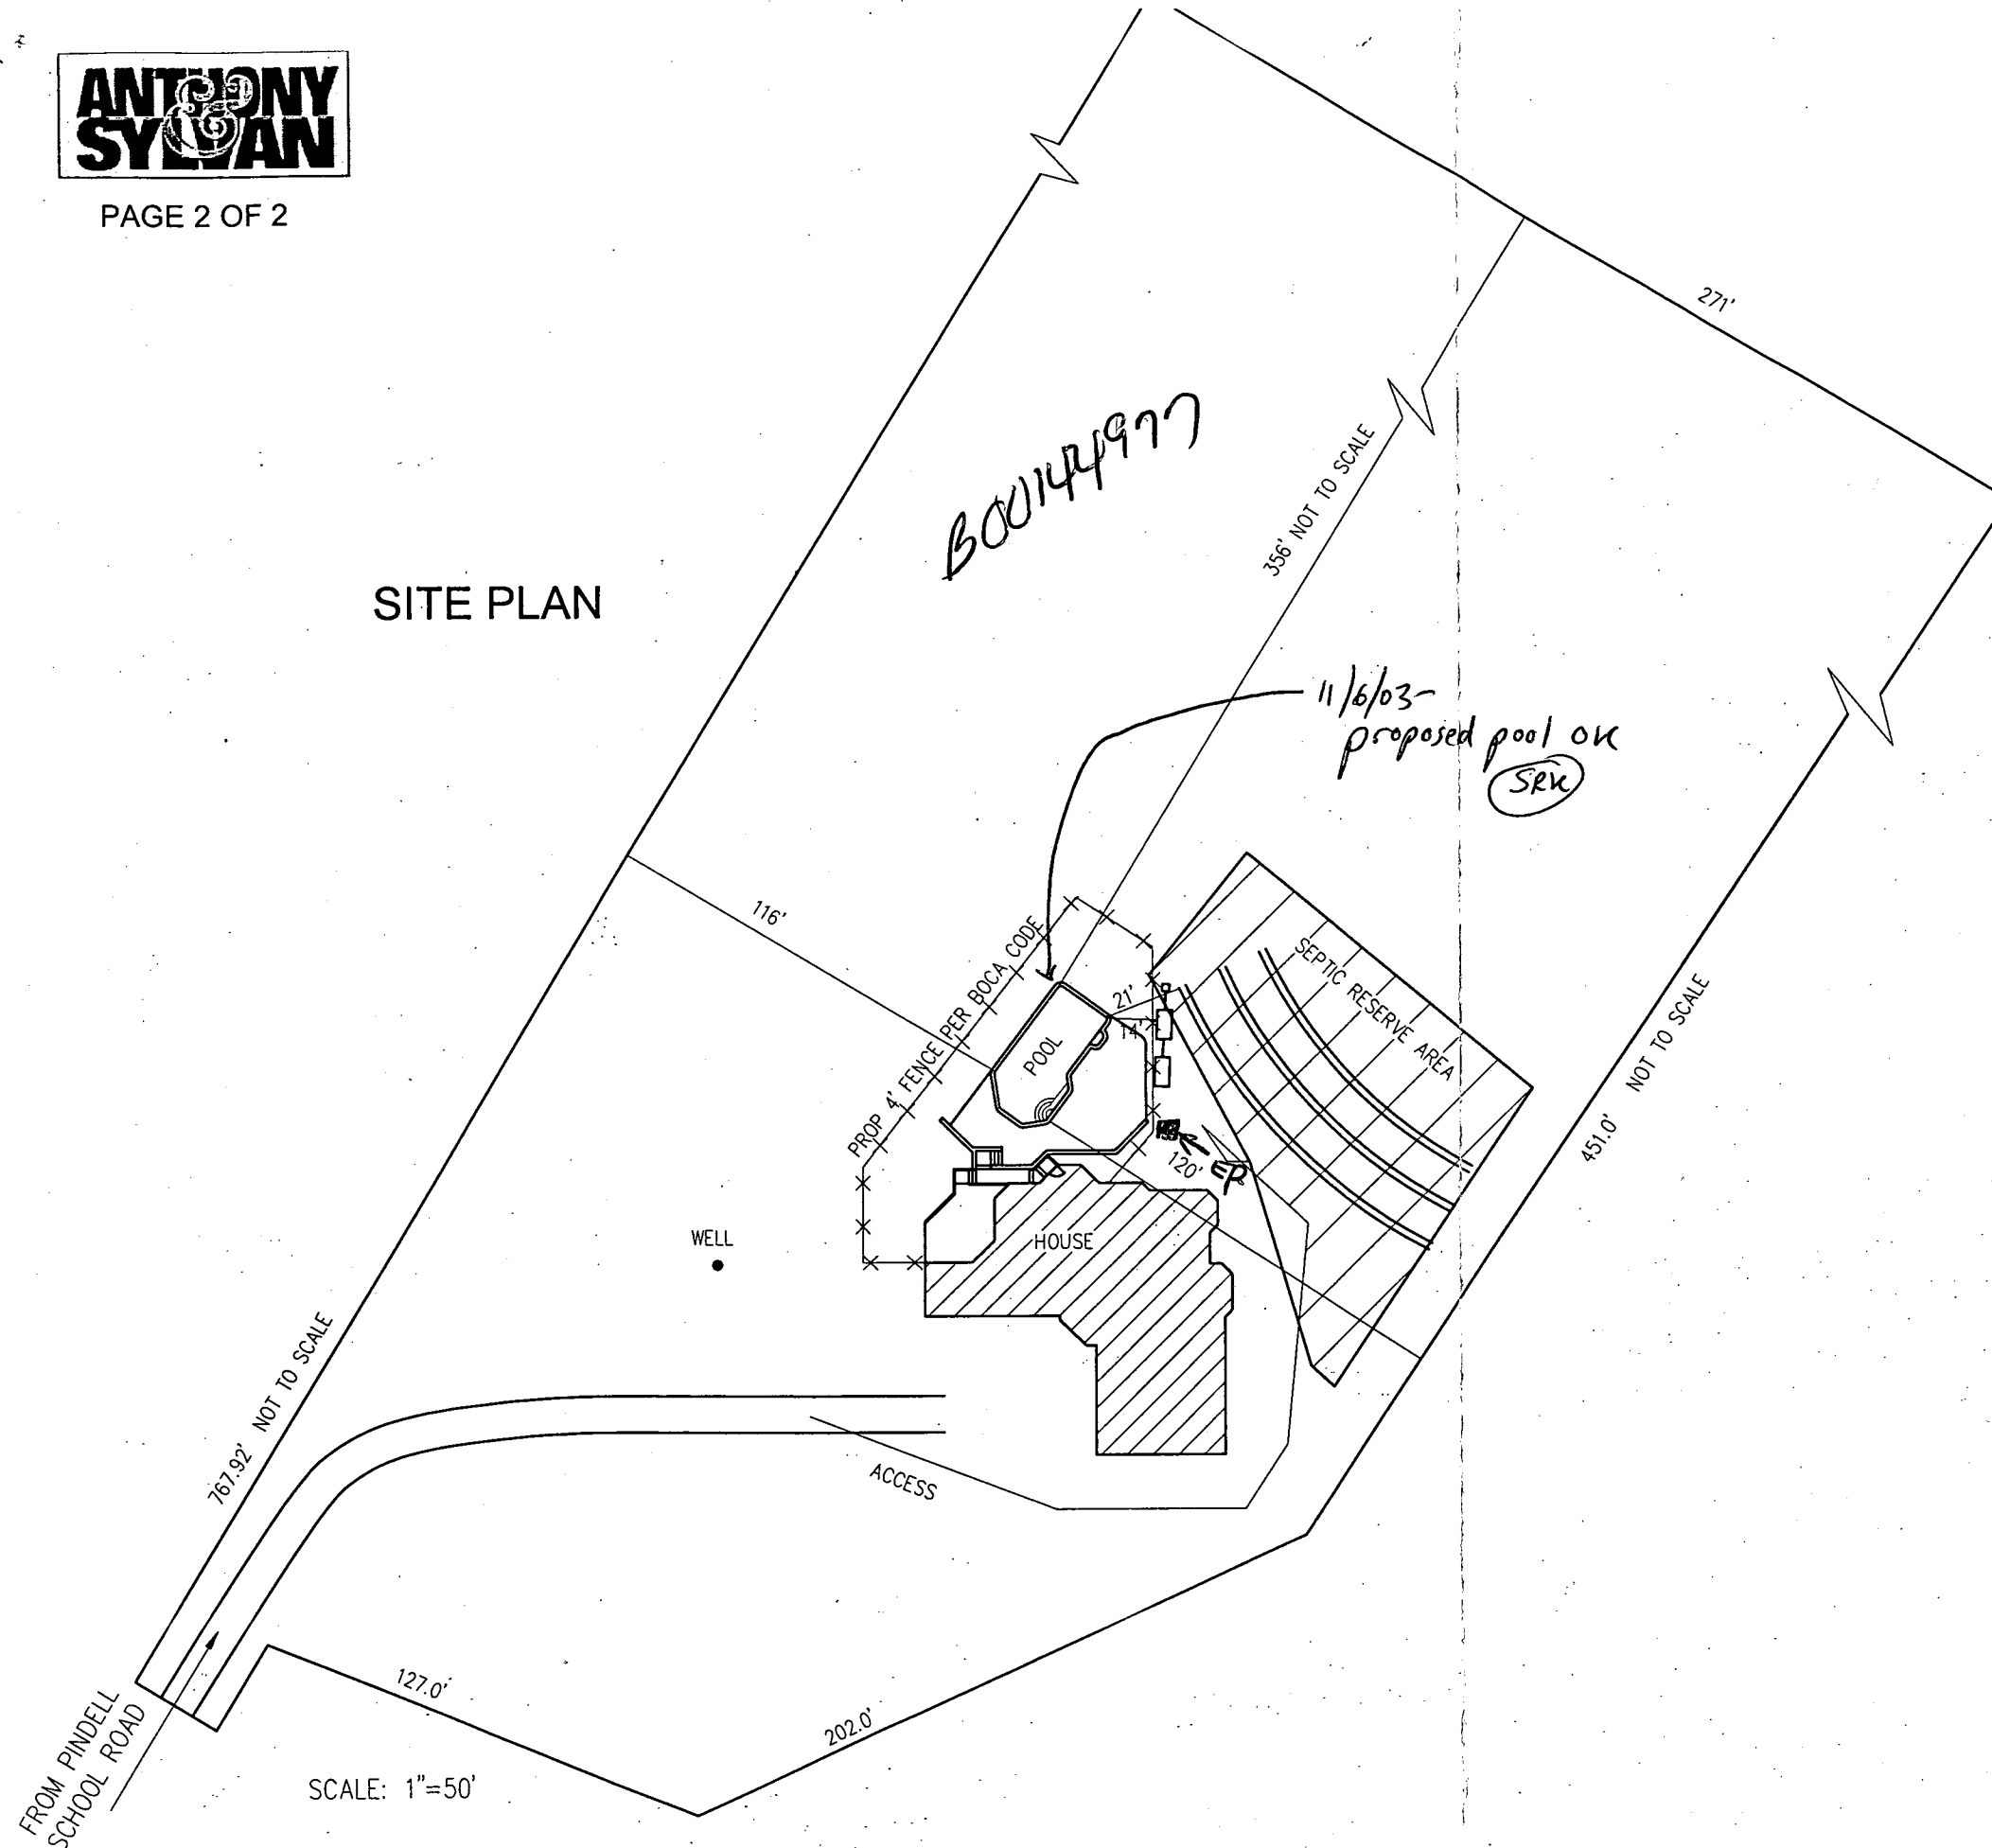 ANTHONY
&
SYLVAN
PAGE 2 OF 2
271'
B00144977
356' NOT TO SCALE
SITE PLAN
11/6/03-
proposed pool OK
SRK
116'
PROP 4' FENCE PER BOCA CODE
SEPTIC RESERVE AREA
21'
14'
POOL
451.0' NOT TO SCALE
120'
EP
WELL
HOUSE
767.92' NOT TO SCALE
ACCESS
127.0'
202.0'
FROM PINDELL
SCHOOL ROAD
SCALE: 1"=50'